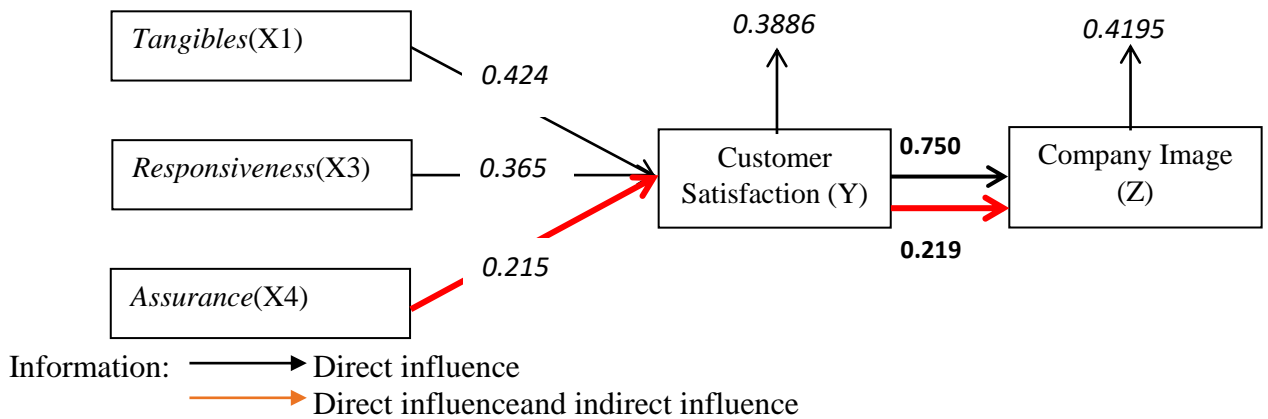 Tangibles(X1)
0.424
0.3886
0.4195
Responsiveness(X3)
0.365
Customer
Satisfaction (Y)
0.750
Company Image
(Z)
0.219
Assurance(X4)
0.215
Information:
Direct influence
Direct influenceand indirect influence